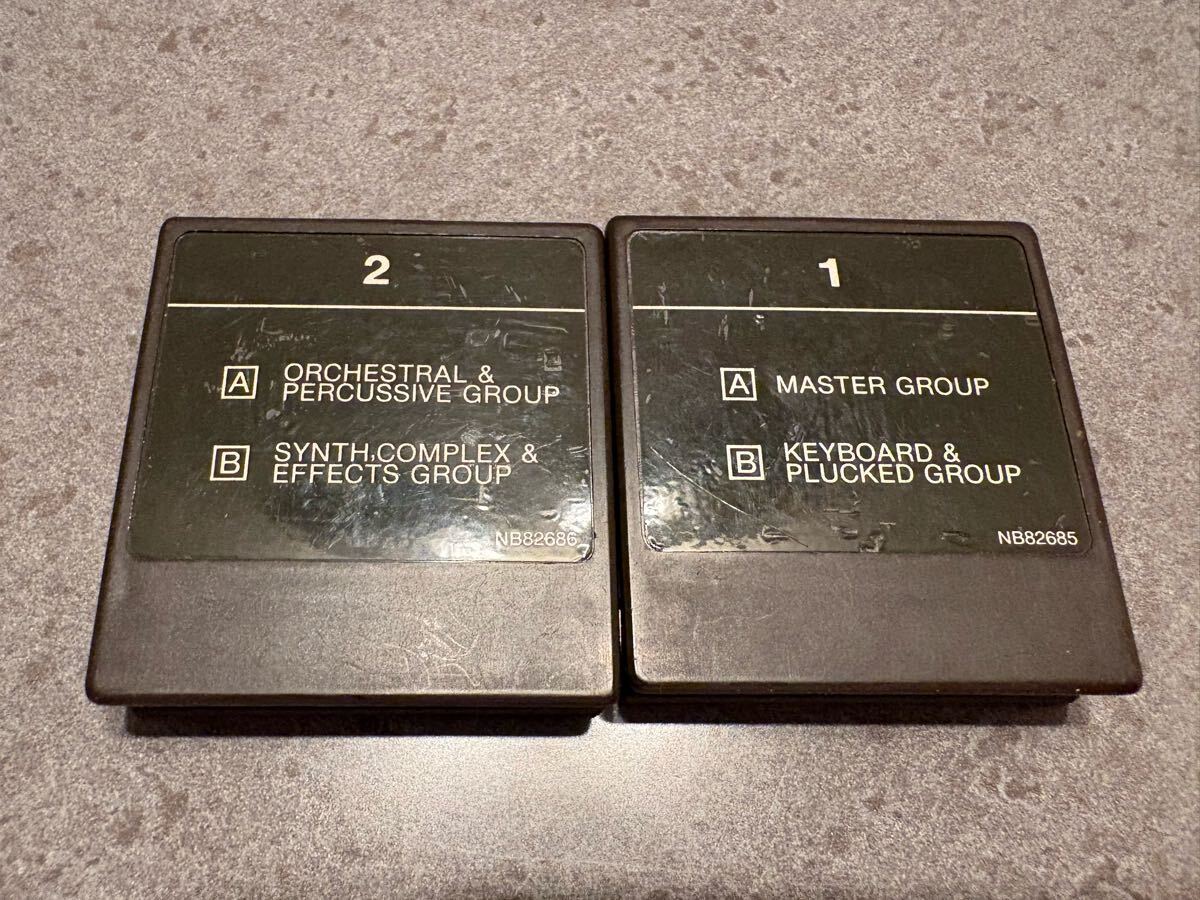 2
A ORCHESTRAL &
PERCUSSIVE GROUP
B SYNTH,COMPLEX &
EFFECTS GROUP
NB82686
1
A MASTER GROUP
B KEYBOARD &
PLUCKED GROUP
NB82685